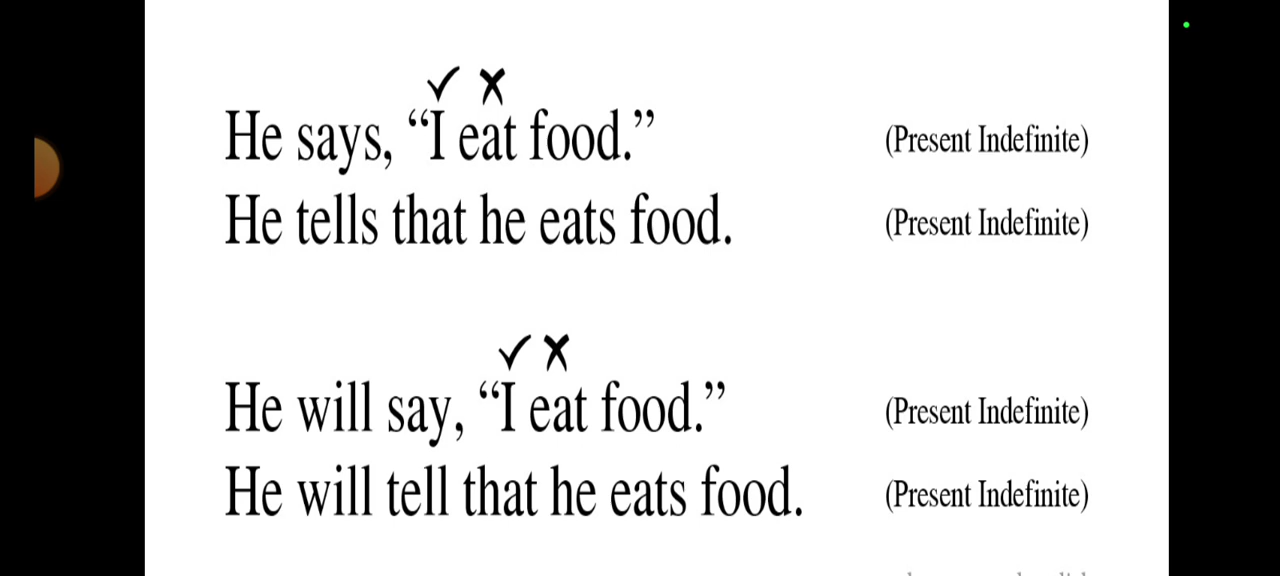 ✓ ✗
He says, “I eat food.” (Present Indefinite)
He tells that he eats food. (Present Indefinite)
✓ ✗
He will say, “I eat food.” (Present Indefinite)
He will tell that he eats food. (Present Indefinite)